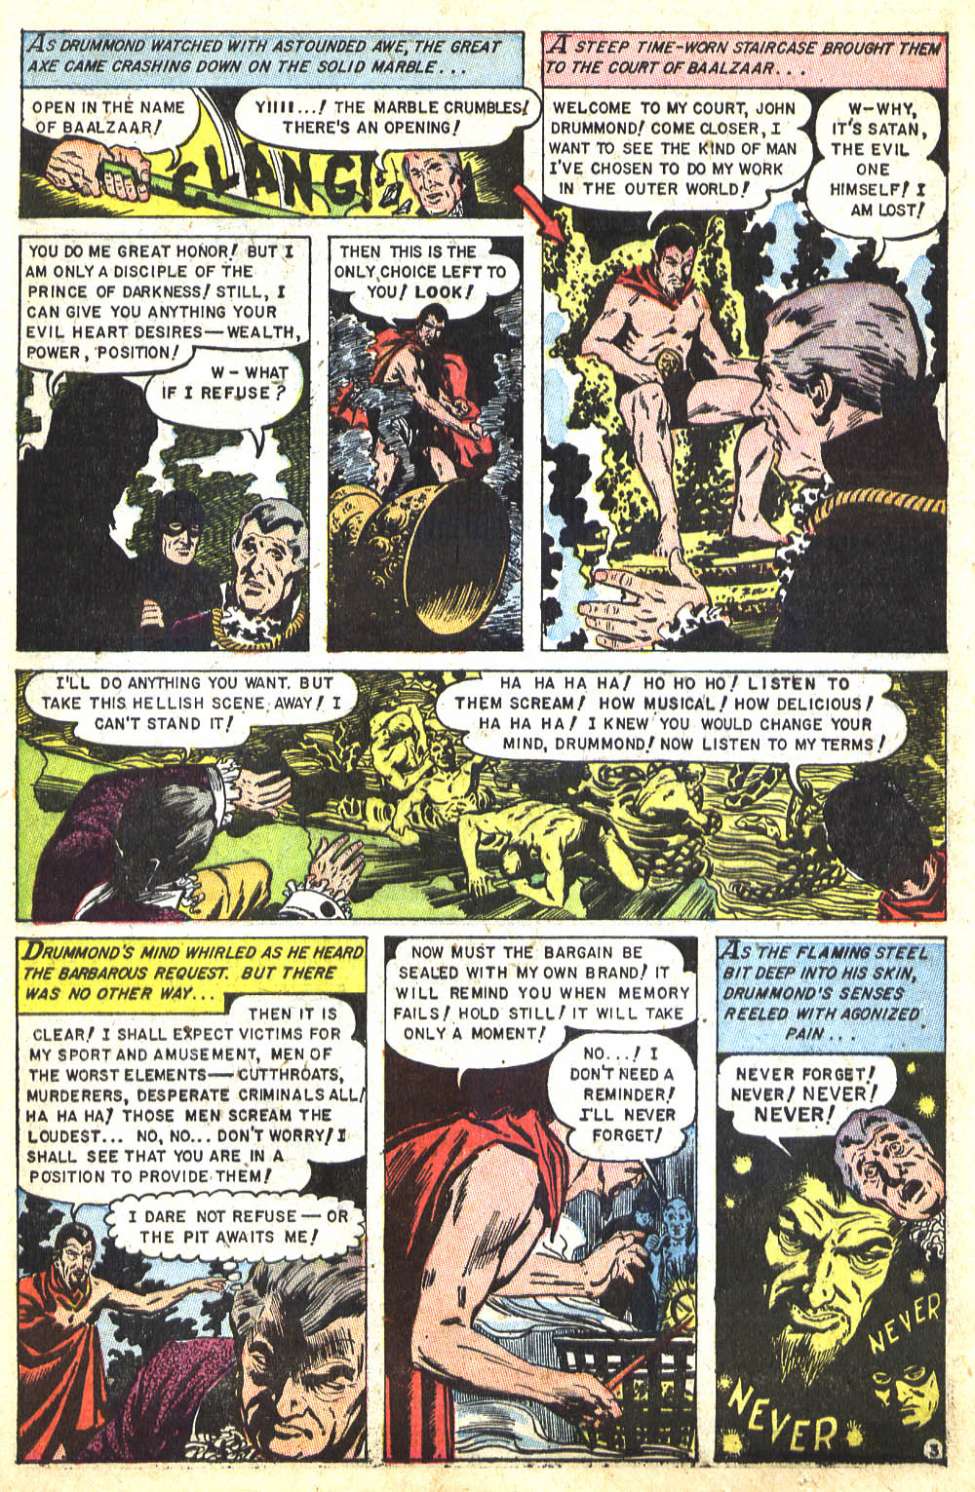 AS DRUMMOND WATCHED WITH ASTOUNDED AWE, THE GREAT
AXE CAME CRASHING DOWN ON THE SOLID MARBLE...
OPEN IN THE NAME
OF BAALZAAR!
YIIII...! THE MARBLE CRUMBLES!
THERE'S AN OPENING!
CLANG!
A STEEP TIME-WORN STAIRCASE BROUGHT THEM
TO THE COURT OF BAALZAAR...
WELCOME TO MY COURT, JOHN
DRUMMOND! COME CLOSER, I
WANT TO SEE THE KIND OF MAN
I'VE CHOSEN TO DO MY WORK
IN THE OUTER WORLD!
W-WHY,
IT'S SATAN,
THE EVIL
ONE
HIMSELF! I
AM LOST!
YOU DO ME GREAT HONOR! BUT I
AM ONLY A DISCIPLE OF THE
PRINCE OF DARKNESS! STILL, I
CAN GIVE YOU ANYTHING YOUR
EVIL HEART DESIRES—WEALTH,
POWER, POSITION!
W-WHAT
IF I REFUSE?
THEN THIS IS THE
ONLY CHOICE LEFT TO
YOU! LOOK!
I'LL DO ANYTHING YOU WANT. BUT
TAKE THIS HELLISH SCENE AWAY! I
CAN'T STAND IT!
HA HA HA HA! HO HO HO! LISTEN TO
THEM SCREAM! HOW MUSICAL! HOW DELICIOUS!
HA HA HA! I KNEW YOU WOULD CHANGE YOUR
MIND, DRUMMOND! NOW LISTEN TO MY TERMS!
DRUMMOND'S MIND WHIRLED AS HE HEARD
THE BARBAROUS REQUEST. BUT THERE
WAS NO OTHER WAY...
THEN IT IS
CLEAR! I SHALL EXPECT VICTIMS FOR
MY SPORT AND AMUSEMENT, MEN OF
THE WORST ELEMENTS—CUTTHROATS,
MURDERERS, DESPERATE CRIMINALS ALL!
HA HA HA! THOSE MEN SCREAM THE
LOUDEST... NO, NO... DON'T WORRY! I
SHALL SEE THAT YOU ARE IN A
POSITION TO PROVIDE THEM!
I DARE NOT REFUSE—OR
THE PIT AWAITS ME!
NOW MUST THE BARGAIN BE
SEALED WITH MY OWN BRAND! IT
WILL REMIND YOU WHEN MEMORY
FAILS! HOLD STILL! IT WILL TAKE
ONLY A MOMENT!
NO...! I
DON'T NEED A
REMINDER!
I'LL NEVER
FORGET!
AS THE FLAMING STEEL
BIT DEEP INTO HIS SKIN,
DRUMMOND'S SENSES
REELED WITH AGONIZED
PAIN...
NEVER FORGET!
NEVER! NEVER!
NEVER!
NEVER
NEVER
3